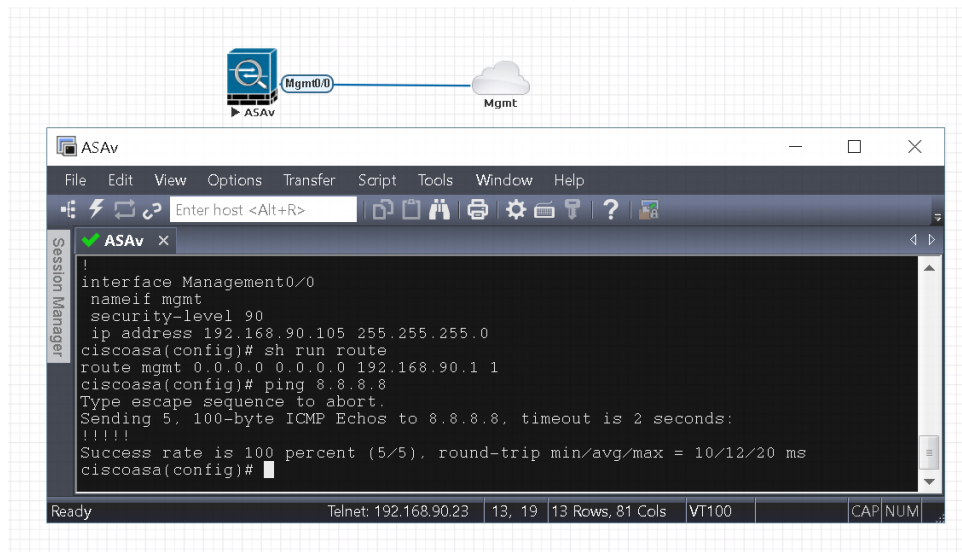 Mgmt0/0
ASAv
Mgmt
ASAv
File Edit View Options Transfer Script Tools Window Help
Enter host <Alt+R>
Session Manager
ASAv
!
interface Management0/0
 nameif mgmt
 security-level 90
 ip address 192.168.90.105 255.255.255.0
ciscoasa(config)# sh run route
route mgmt 0.0.0.0 0.0.0.0 192.168.90.1 1
ciscoasa(config)# ping 8.8.8.8
Type escape sequence to abort.
Sending 5, 100-byte ICMP Echos to 8.8.8.8, timeout is 2 seconds:
!!!!!
Success rate is 100 percent (5/5), round-trip min/avg/max = 10/12/20 ms
ciscoasa(config)#
Ready Telnet: 192.168.90.23 13, 19 13 Rows, 81 Cols VT100 CAP NUM